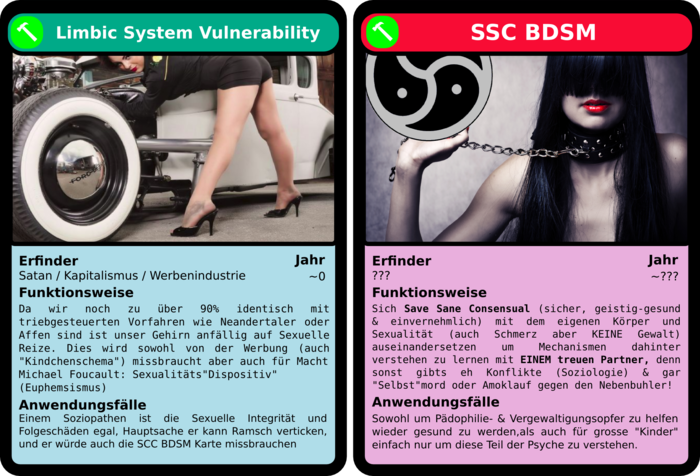 Limbic System Vulnerability
FORD
Erfinder Jahr
Satan / Kapitalismus / Werbenindustrie ~0
Funktionsweise
Da wir noch zu über 90% identisch mit
triebgesteuerten Vorfahren wie Neandertaler oder
Affen sind ist unser Gehirn anfällig auf Sexuelle
Reize. Dies wird sowohl von der Werbung (auch
"Kindchenschema") missbraucht aber auch für Macht
Michael Foucault: Sexualitäts"Dispositiv"
(Euphemsismus)
Anwendungsfälle
Einem Soziopathen ist die Sexuelle Integrität und
Folgeschäden egal, Hauptsache er kann Ramsch verticken,
und er würde auch die SCC BDSM Karte missbrauchen
SSC BDSM
Erfinder Jahr
??? ~???
Funktionsweise
Sich Save Sane Consensual (sicher, geistig-gesund
& einvernehmlich) mit dem eigenen Körper und
Sexualität (auch Schmerz aber KEINE Gewalt)
auseinandersetzen um Mechanismen dahinter
verstehen zu lernen mit EINEM treuen Partner, denn
sonst gibts eh Konflikte (Soziologie) & gar
"Selbst"mord oder Amoklauf gegen den Nebenbuhler!
Anwendungsfälle
Sowohl um Pädophilie- & Vergewaltigungsopfer zu helfen
wieder gesund zu werden,als auch für grosse "Kinder"
einfach nur um diese Teil der Psyche zu verstehen.